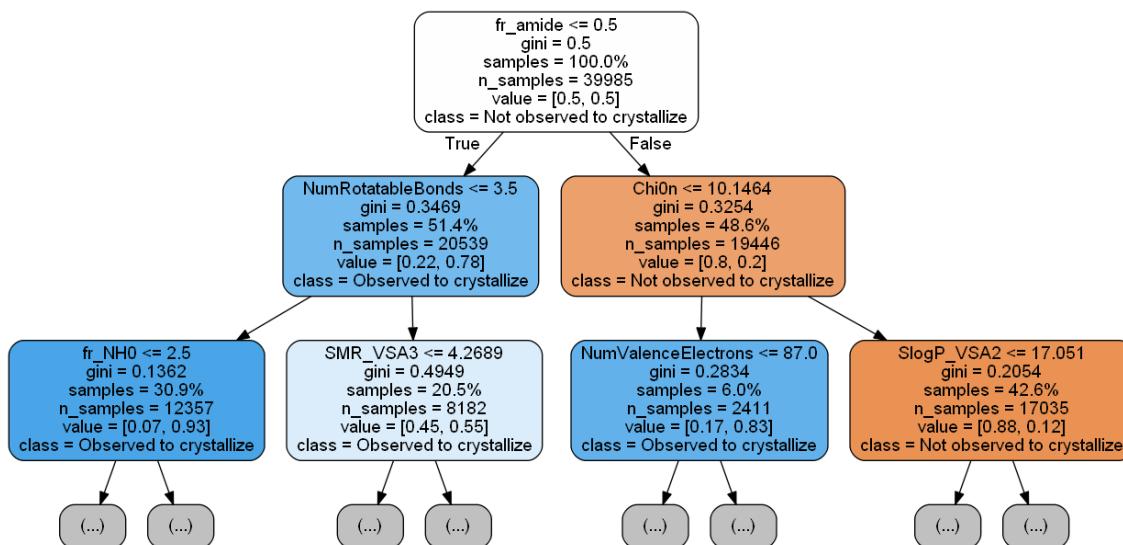 fr_amide <= 0.5
gini = 0.5
samples = 100.0%
n_samples = 39985
value = [0.5, 0.5]
class = Not observed to crystallize
True
False
NumRotatableBonds <= 3.5
gini = 0.3469
samples = 51.4%
n_samples = 20539
value = [0.22, 0.78]
class = Observed to crystallize
Chi0n <= 10.1464
gini = 0.3254
samples = 48.6%
n_samples = 19446
value = [0.8, 0.2]
class = Not observed to crystallize
fr_NH0 <= 2.5
gini = 0.1362
samples = 30.9%
n_samples = 12357
value = [0.07, 0.93]
class = Observed to crystallize
SMR_VSA3 <= 4.2689
gini = 0.4949
samples = 20.5%
n_samples = 8182
value = [0.45, 0.55]
class = Observed to crystallize
NumValenceElectrons <= 87.0
gini = 0.2834
samples = 6.0%
n_samples = 2411
value = [0.17, 0.83]
class = Observed to crystallize
SlogP_VSA2 <= 17.051
gini = 0.2054
samples = 42.6%
n_samples = 17035
value = [0.88, 0.12]
class = Not observed to crystallize
(...)
(...)
(...)
(...)
(...)
(...)
(...)
(...)